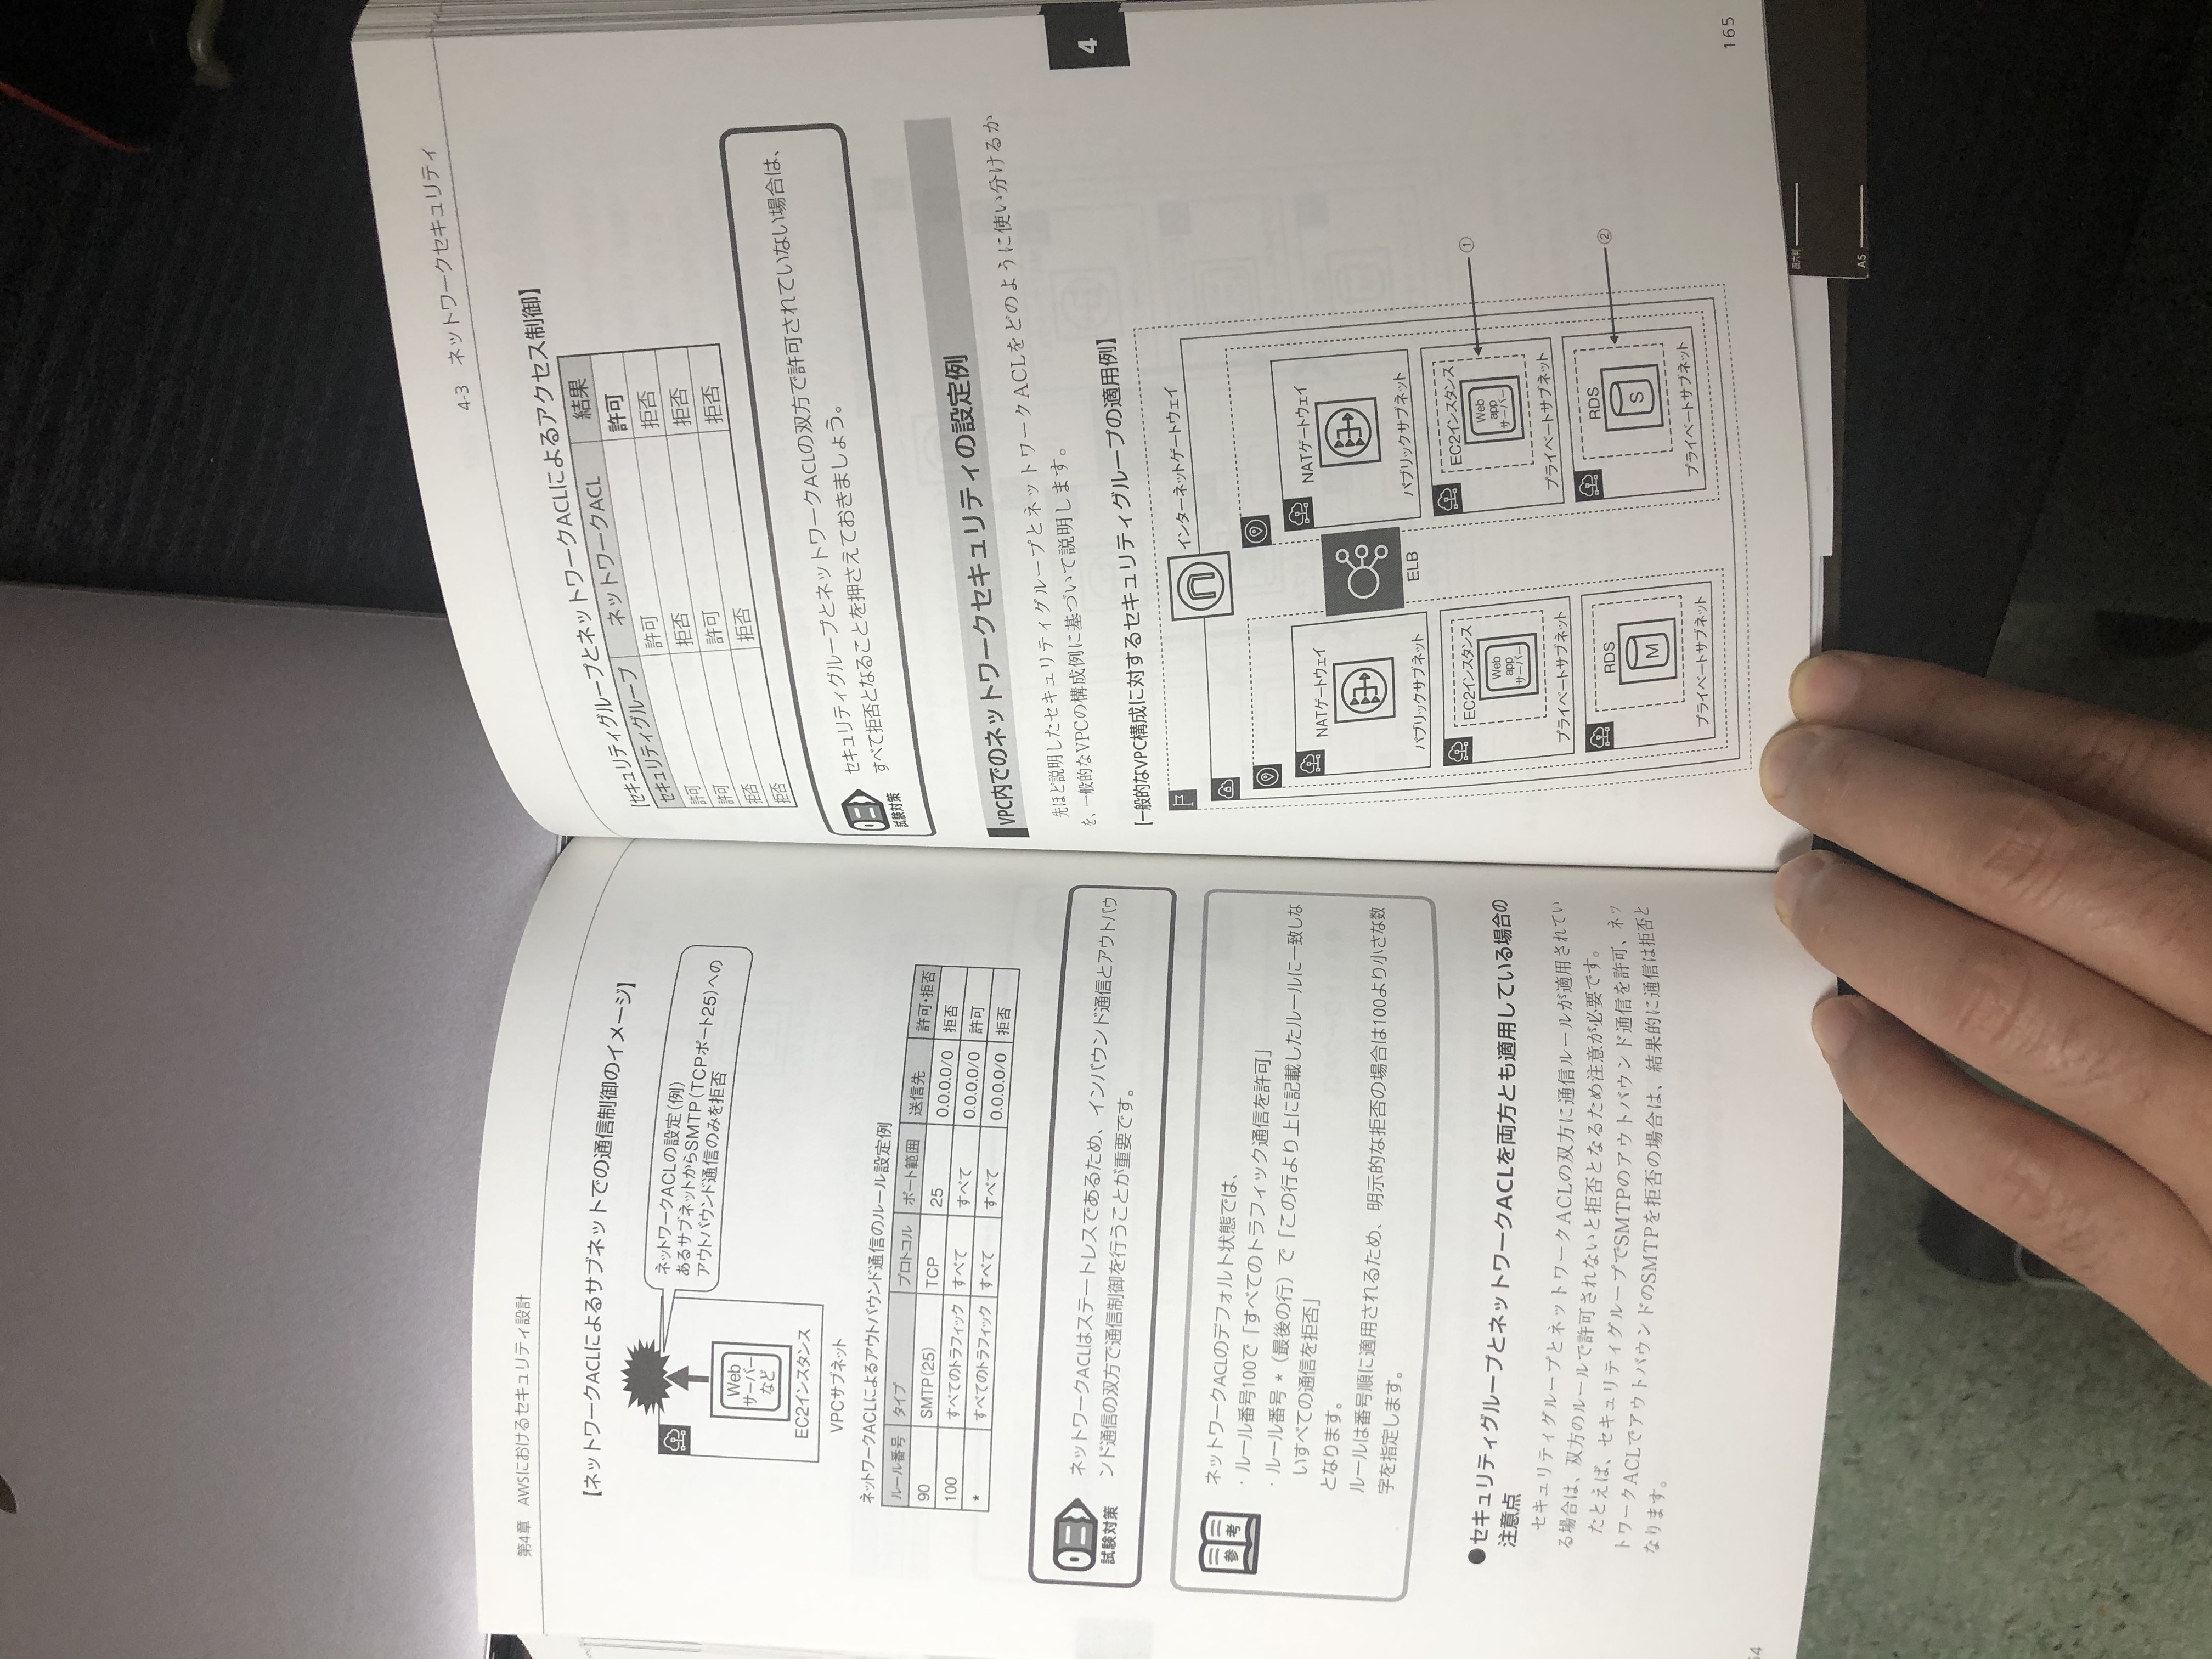 第4章 AWSにおけるセキュリティ設計
【ネットワークACLによるサブネットでの通信制御のイメージ】
ネットワークACLの設定(例)
あるサブネットからSMTP(TCPポート25)への
アウトバウンド通信のみを拒否
Web
サーバー
など
EC2インスタンス
VPCサブネット
ネットワークACLによるアウトバウンド通信のルール設定例
ルール番号 タイプ プロトコル ポート範囲 送信先 許可・拒否
90 SMTP(25) TCP 25 0.0.0.0/0 拒否
100 すべてのトラフィック すべて すべて 0.0.0.0/0 許可
* すべてのトラフィック すべて すべて 0.0.0.0/0 拒否
試験対策
ネットワークACLはステートレスであるため、インバウンド通信とアウトバウ
ンド通信の双方で通信制御を行うことが重要です。
参考
ネットワークACLのデフォルト状態では、
・ルール番号100で「すべてのトラフィック通信を許可」
・ルール番号 *(最後の行)で「この行より上に記載したルールに一致しな
いすべての通信を拒否」
となります。
ルールは番号順に適用されるため、明示的な拒否の場合は100より小さな数
字を指定します。
●セキュリティグループとネットワークACLを両方とも適用している場合の
注意点
セキュリティグループとネットワークACLの双方に通信ルールが適用されてい
る場合は、双方のルールで許可されないと拒否となるため注意が必要です。
たとえば、セキュリティグループでSMTPのアウトバウンド通信を許可、ネッ
トワークACLでアウトバウンドのSMTPを拒否の場合は、結果的に通信は拒否と
なります。
64
4-3 ネットワークセキュリティ
【セキュリティグループとネットワークACLによるアクセス制御】
セキュリティグループ ネットワークACL 結果
許可 許可 許可
許可 拒否 拒否
拒否 許可 拒否
拒否 拒否 拒否
試験対策
セキュリティグループとネットワークACLの双方で許可されていない場合は、
すべて拒否となることを押さえておきましょう。
VPC内でのネットワークセキュリティの設定例
先ほど説明したセキュリティグループとネットワークACLをどのように使い分けるか
を、一般的なVPCの構成例に基づいて説明します。
4
【一般的なVPC構成に対するセキュリティグループの適用例】
インターネットゲートウェイ
NATゲートウェイ
パブリックサブネット
ELB
NATゲートウェイ
パブリックサブネット
EC2インスタンス
Web
app
サーバー
プライベートサブネット
EC2インスタンス
Web
app
サーバー
プライベートサブネット
①
RDS
M
プライベートサブネット
RDS
S
プライベートサブネット
②
165
四六判
A5